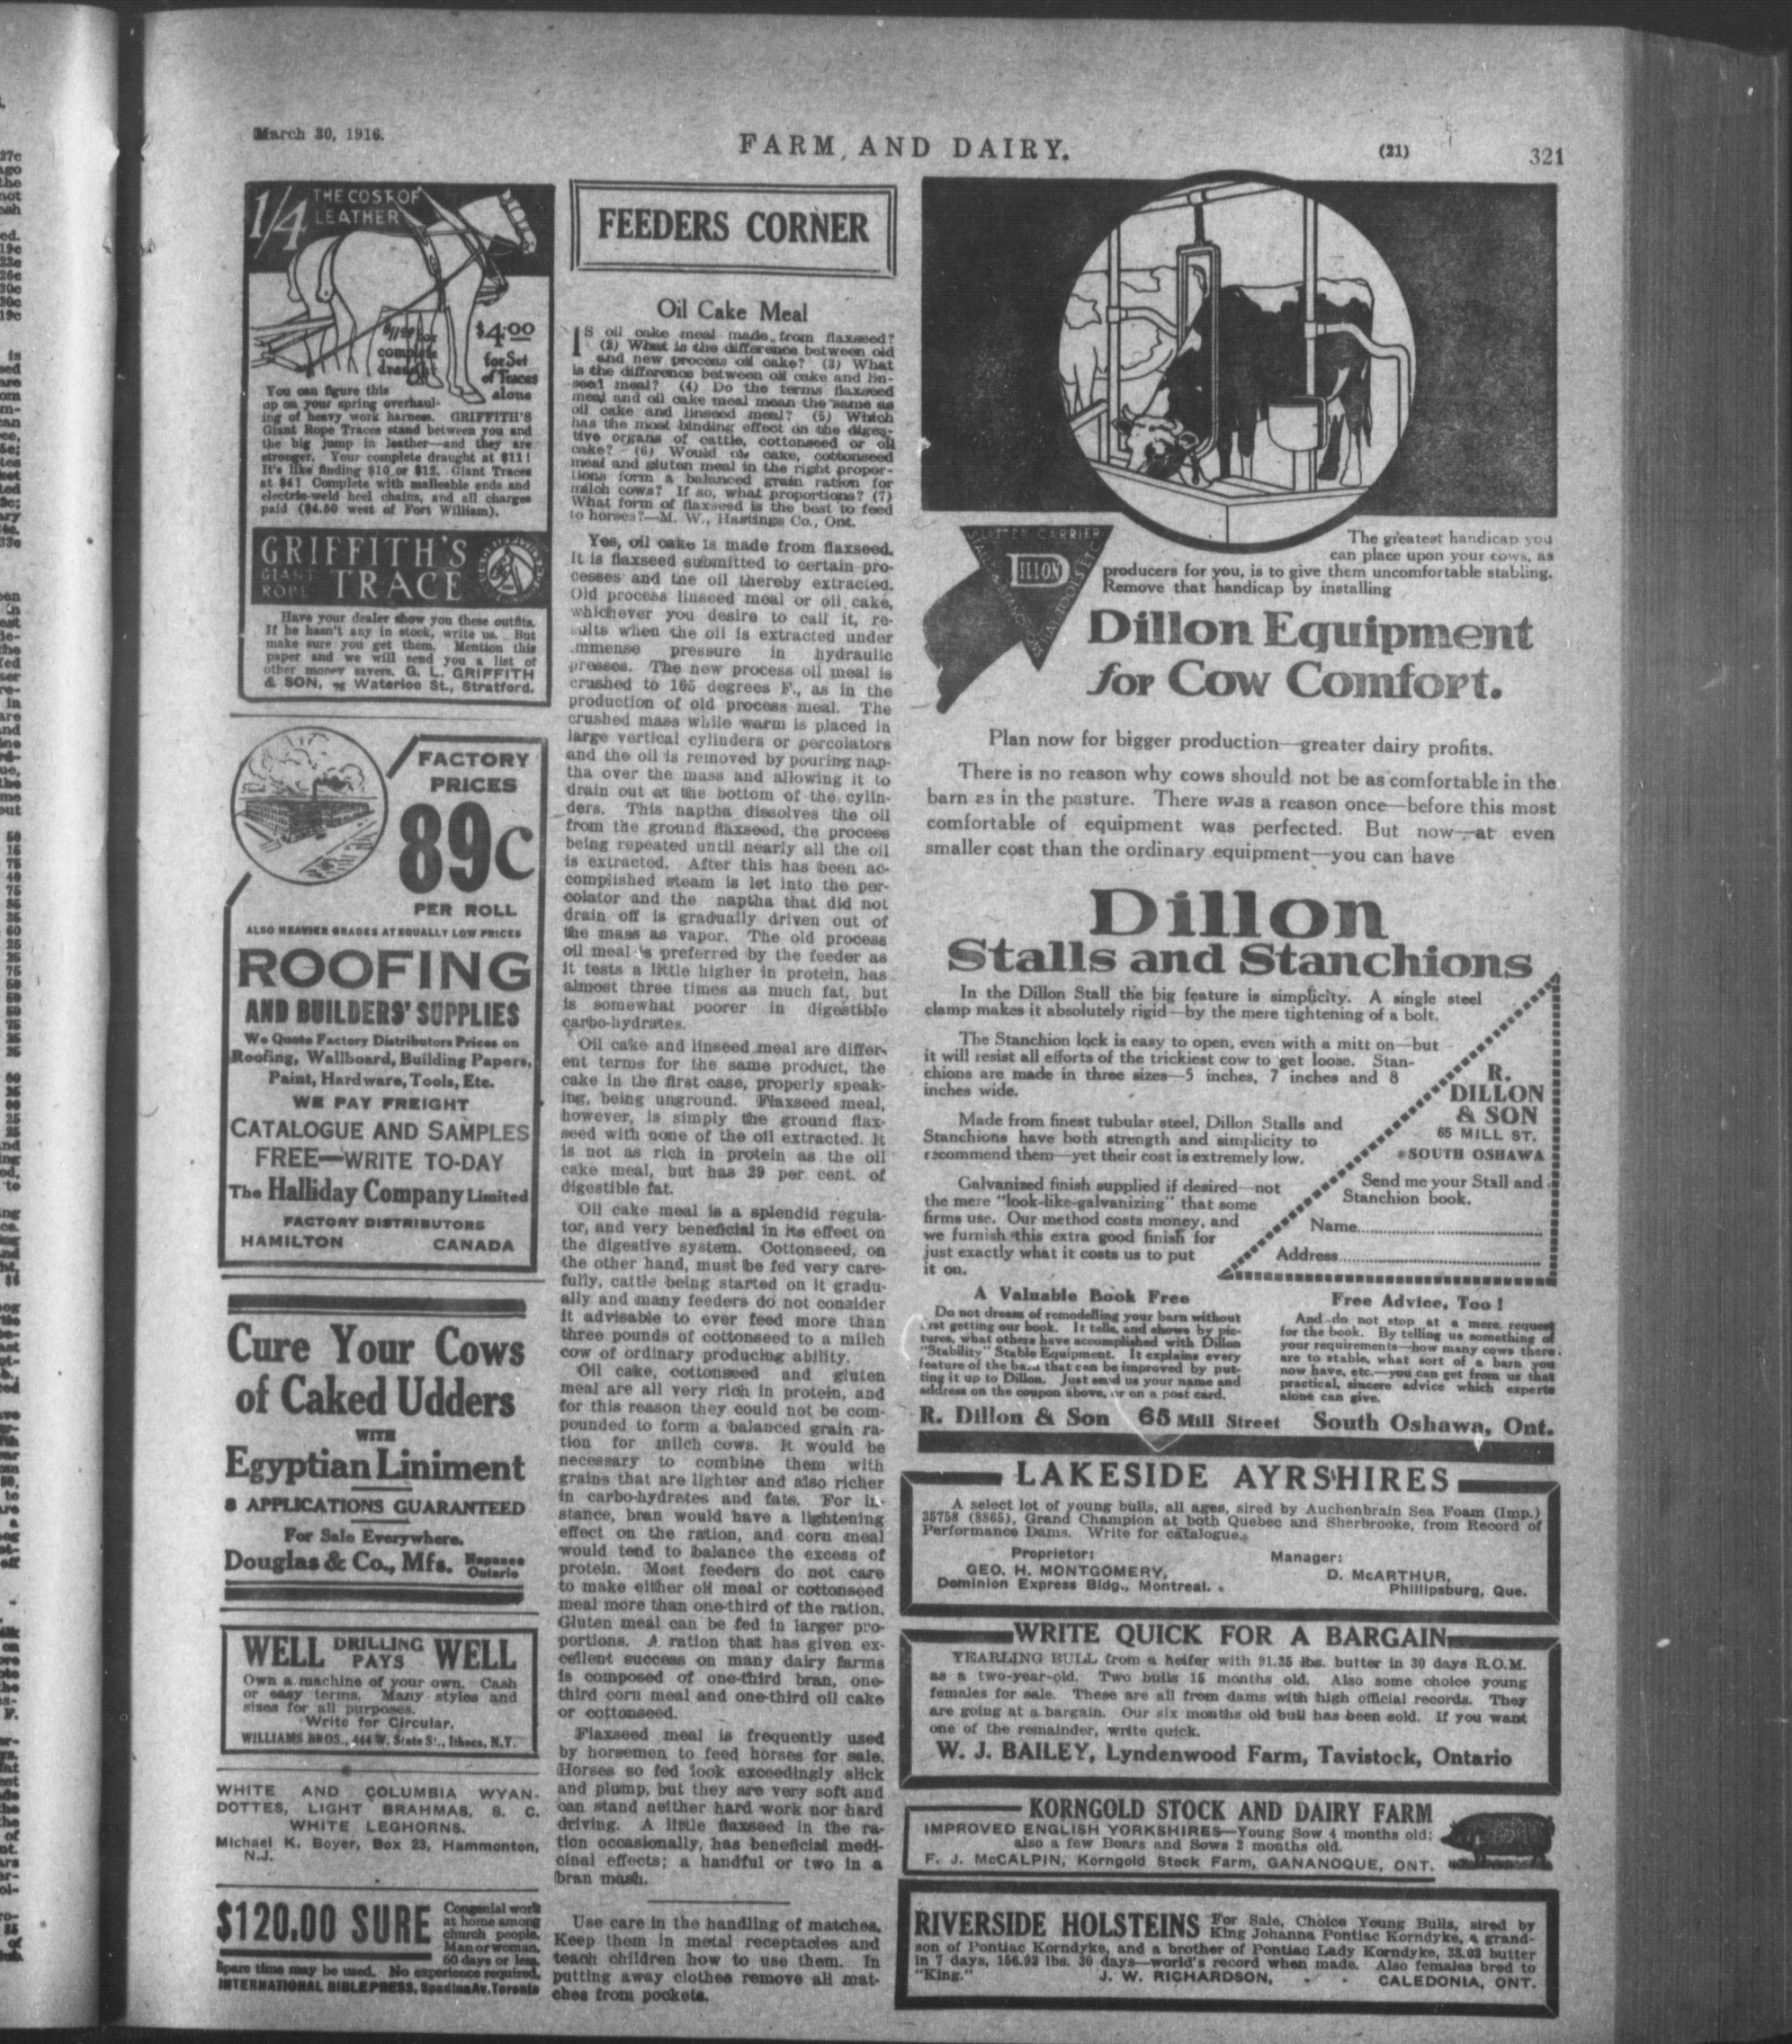 March 30, 1916.
FARM AND DAIRY.
(21)
321
1/4 THE COST OF
LEATHER
$4.00
for Set
of Traces
alone
complete
draught
You can figure this
up on your spring overhaul-
ing of heavy work harness. GRIFFITH'S
Giant Rope Traces stand between you and
the big jump in leather—and they are
stronger. Your complete draught at $11!
It's like finding $10 or $12. Giant Traces
at $4! Complete with malleable ends and
electric-weld heel chains, and all charges
paid ($4.50 west of Fort William).
GRIFFITH'S
GIANT
ROPE TRACE
Have your dealer show you these outfits.
If he hasn't any in stock, write us. But
make sure you get them. Mention this
paper and we will send you a list of
other money savers. G. L. GRIFFITH
& SON, Waterloo St., Stratford.
FACTORY
PRICES
89c
PER ROLL
ALSO HEAVIER GRADES AT EQUALLY LOW PRICES
ROOFING
AND BUILDERS' SUPPLIES
We Quote Factory Distributors Prices on
Roofing, Wallboard, Building Papers,
Paint, Hardware, Tools, Etc.
WE PAY FREIGHT
CATALOGUE AND SAMPLES
FREE—WRITE TO-DAY
The Halliday Company Limited
FACTORY DISTRIBUTORS
HAMILTON CANADA
Cure Your Cows
of Caked Udders
WITH
Egyptian Liniment
8 APPLICATIONS GUARANTEED
For Sale Everywhere.
Douglas & Co., Mfs. Napanee
Ontario
WELL DRILLING
PAYS WELL
Own a machine of your own. Cash
or easy terms. Many styles and
sizes for all purposes.
Write for Circular.
WILLIAMS BROS., 444 W. State St., Ithaca, N.Y.
WHITE AND COLUMBIA WYAN-
DOTTES, LIGHT BRAHMAS, S. C.
WHITE LEGHORNS.
Michael K. Boyer, Box 23, Hammonton,
N.J.
$120.00 SURE
Congenial work
at home among
church people.
Man or woman.
60 days or less.
Spare time may be used. No experience required.
INTERNATIONAL BIBLE PRESS, Spadina Av. Toronto
FEEDERS CORNER
Oil Cake Meal
IS oil cake meal made from flaxseed?
(2) What is the difference between old
and new process oil cake? (3) What
is the difference between oil cake and lin-
seed meal? (4) Do the terms flaxseed
meal and oil cake meal mean the same as
oil cake and linseed meal? (5) Which
has the most binding effect on the diges-
tive organs of cattle, cottonseed or oil
cake? (6) Would oil cake, cottonseed
meal and gluten meal in the right propor-
tions form a balanced grain ration for
milch cows? If so, what proportions? (7)
What form of flaxseed is the best to feed
to horses?—M. W., Hastings Co., Ont.
Yes, oil cake is made from flaxseed.
It is flaxseed submitted to certain pro-
cesses and the oil thereby extracted.
Old process linseed meal or oil cake,
whichever you desire to call it, re-
sults when the oil is extracted under
immense pressure in hydraulic
presses. The new process oil meal is
crushed to 165 degrees F., as in the
production of old process meal. The
crushed mass while warm is placed in
large vertical cylinders or percolators
and the oil is removed by pouring nap-
tha over the mass and allowing it to
drain out at the bottom of the cylin-
ders. This naptha dissolves the oil
from the ground flaxseed, the process
being repeated until nearly all the oil
is extracted. After this has been ac-
complished steam is let into the per-
colator and the naptha that did not
drain off is gradually driven out of
the mass as vapor. The old process
oil meal is preferred by the feeder as
it tests a little higher in protein, has
almost three times as much fat, but
is somewhat poorer in digestible
carbo-hydrates.
Oil cake and linseed meal are differ-
ent terms for the same product, the
cake in the first case, properly speak-
ing, being unground. Flaxseed meal,
however, is simply the ground flax-
seed with none of the oil extracted. It
is not as rich in protein as the oil
cake meal, but has 29 per cent. of
digestible fat.
Oil cake meal is a splendid regula-
tor, and very beneficial in its effect on
the digestive system. Cottonseed, on
the other hand, must be fed very care-
fully, cattle being started on it gradu-
ally and many feeders do not consider
it advisable to ever feed more than
three pounds of cottonseed to a milch
cow of ordinary producing ability.
Oil cake, cottonseed and gluten
meal are all very rich in protein, and
for this reason they could not be com-
pounded to form a balanced grain ra-
tion for milch cows. It would be
necessary to combine them with
grains that are lighter and also richer
in carbo-hydrates and fats. For in-
stance, bran would have a lightening
effect on the ration, and corn meal
would tend to balance the excess of
protein. Most feeders do not care
to make either oil meal or cottonseed
meal more than one-third of the ration.
Gluten meal can be fed in larger pro-
portions. A ration that has given ex-
cellent success on many dairy farms
is composed of one-third bran, one-
third corn meal and one-third oil cake
or cottonseed.
Flaxseed meal is frequently used
by horsemen to feed horses for sale.
Horses so fed look exceedingly slick
and plump, but they are very soft and
can stand neither hard work nor hard
driving. A little flaxseed in the ra-
tion occasionally, has beneficial medi-
cinal effects; a handful or two in a
bran mash.
Use care in the handling of matches.
Keep them in metal receptacles and
teach children how to use them. In
putting away clothes remove all mat-
ches from pockets.
LITTER CARRIER
DILLON
The greatest handicap you
can place upon your cows, as
producers for you, is to give them uncomfortable stabling.
Remove that handicap by installing
Dillon Equipment
for Cow Comfort.
Plan now for bigger production—greater dairy profits.
There is no reason why cows should not be as comfortable in the
barn as in the pasture. There was a reason once—before this most
comfortable of equipment was perfected. But now—at even
smaller cost than the ordinary equipment—you can have
Dillon
Stalls and Stanchions
In the Dillon Stall the big feature is simplicity. A single steel
clamp makes it absolutely rigid—by the mere tightening of a bolt.
The Stanchion lock is easy to open, even with a mitt on—but
it will resist all efforts of the trickiest cow to get loose. Stan-
chions are made in three sizes—5 inches, 7 inches and 8
inches wide.
Made from finest tubular steel, Dillon Stalls and
Stanchions have both strength and simplicity to
recommend them—yet their cost is extremely low.
Galvanized finish supplied if desired—not
the mere "look-like-galvanizing" that some
firms use. Our method costs money, and
we furnish this extra good finish for
just exactly what it costs us to put
it on.
R.
DILLON
& SON
65 MILL ST.
SOUTH OSHAWA
Send me your Stall and
Stanchion book.
Name
Address
A Valuable Book Free
Do not dream of remodelling your barn without
first getting our book. It tells, and shows by pic-
tures, what others have accomplished with Dillon
"Stability" Stable Equipment. It explains every
feature of the barn that can be improved by put-
ting it up to Dillon. Just send us your name and
address on the coupon above, or on a post card.
Free Advice, Too!
And do not stop at a mere request
for the book. By telling us something of
your requirements—how many cows there
are to stable, what sort of a barn you
now have, etc.—you can get from us that
practical, sincere advice which experts
alone can give.
R. Dillon & Son 65 Mill Street South Oshawa, Ont.
LAKESIDE AYRSHIRES
A select lot of young bulls, all ages, sired by Auchenbrain Sea Foam (Imp.)
35758 (8865), Grand Champion at both Quebec and Sherbrooke, from Record of
Performance Dams. Write for catalogue.
Proprietor:
GEO. H. MONTGOMERY,
Dominion Express Bldg., Montreal.
Manager:
D. McARTHUR,
Phillipsburg, Que.
WRITE QUICK FOR A BARGAIN
YEARLING BULL from a heifer with 91.35 lbs. butter in 30 days R.O.M.
as a two-year-old. Two bulls 15 months old. Also some choice young
females for sale. These are all from dams with high official records. They
are going at a bargain. Our six months old bull has been sold. If you want
one of the remainder, write quick.
W. J. BAILEY, Lyndenwood Farm, Tavistock, Ontario
KORNGOLD STOCK AND DAIRY FARM
IMPROVED ENGLISH YORKSHIRES—Young Sow 4 months old;
also a few Boars and Sows 2 months old.
F. J. McCALPIN, Korngold Stock Farm, GANANOQUE, ONT.
RIVERSIDE HOLSTEINS For Sale, Choice Young Bulls, sired by
King Johanna Pontiac Korndyke, a grand-
son of Pontiac Korndyke, and a brother of Pontiac Lady Korndyke, 38.02 butter
in 7 days, 156.92 lbs. 30 days—world's record when made. Also females bred to
"King." J. W. RICHARDSON, - - CALEDONIA, ONT.